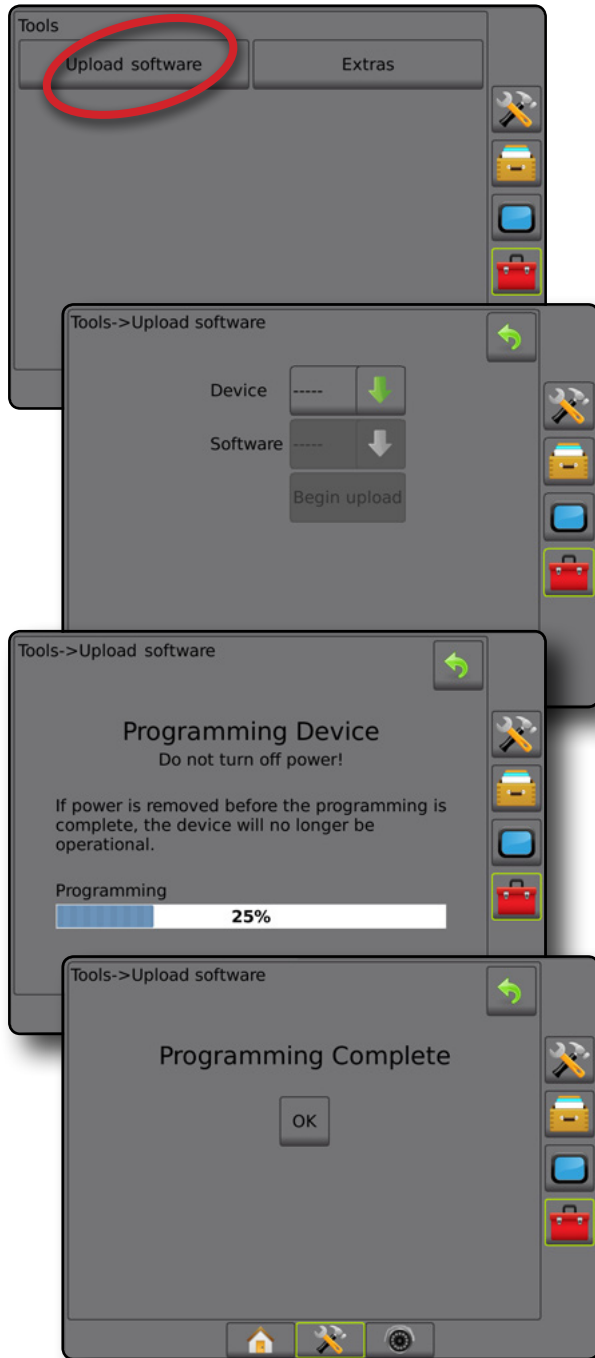 Tools
Upload software
Extras
Tools->Upload software
Device
-----
Software
-----
Begin upload
Tools->Upload software
Programming Device
Do not turn off power!
If power is removed before the programming is
complete, the device will no longer be
operational.
Programming
25%
Tools->Upload software
Programming Complete
OK